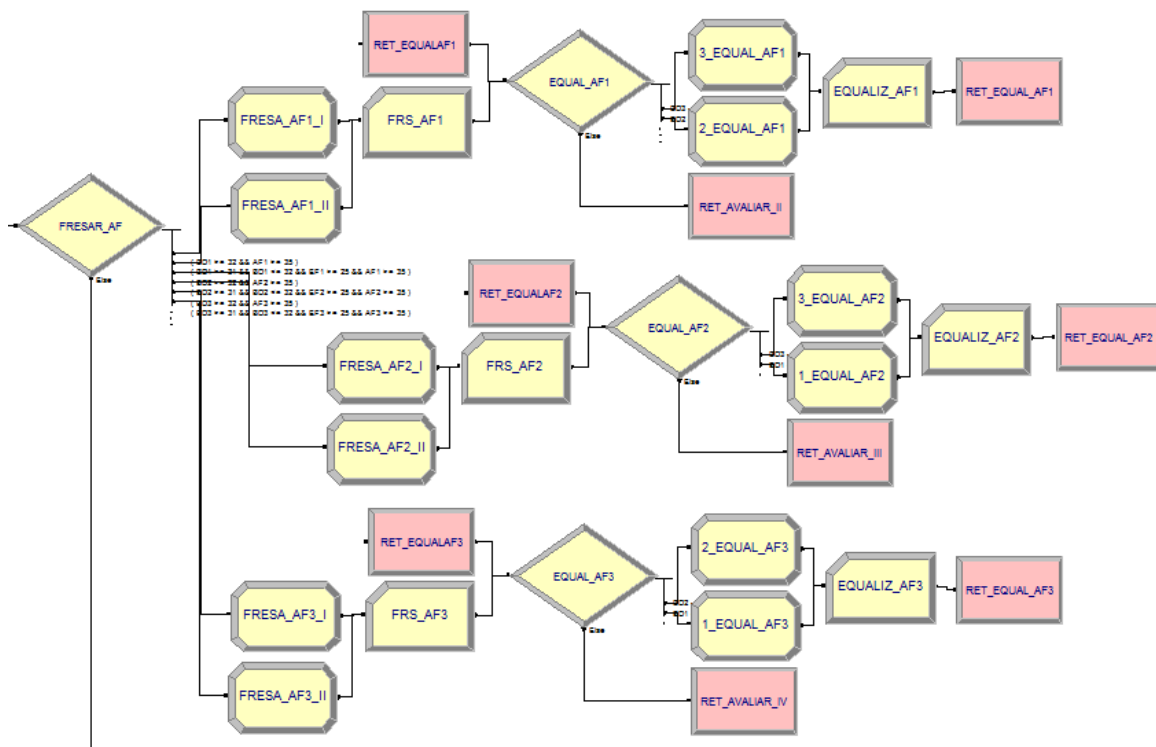 RET_EQUALAF1
EQUAL_AF1
3_EQUAL_AF1
EQUALIZ_AF1
RET_EQUAL_AF1
FRESA_AF1_I
FRS_AF1
2_EQUAL_AF1
Else
FRESA_AF1_II
RET_AVALIAR_II
FRESAR_AF
Else
RET_EQUALAF2
EQUAL_AF2
3_EQUAL_AF2
EQUALIZ_AF2
RET_EQUAL_AF2
FRESA_AF2_I
FRS_AF2
1_EQUAL_AF2
Else
FRESA_AF2_II
RET_AVALIAR_III
RET_EQUALAF3
EQUAL_AF3
2_EQUAL_AF3
EQUALIZ_AF3
RET_EQUAL_AF3
FRESA_AF3_I
FRS_AF3
1_EQUAL_AF3
Else
FRESA_AF3_II
RET_AVALIAR_IV